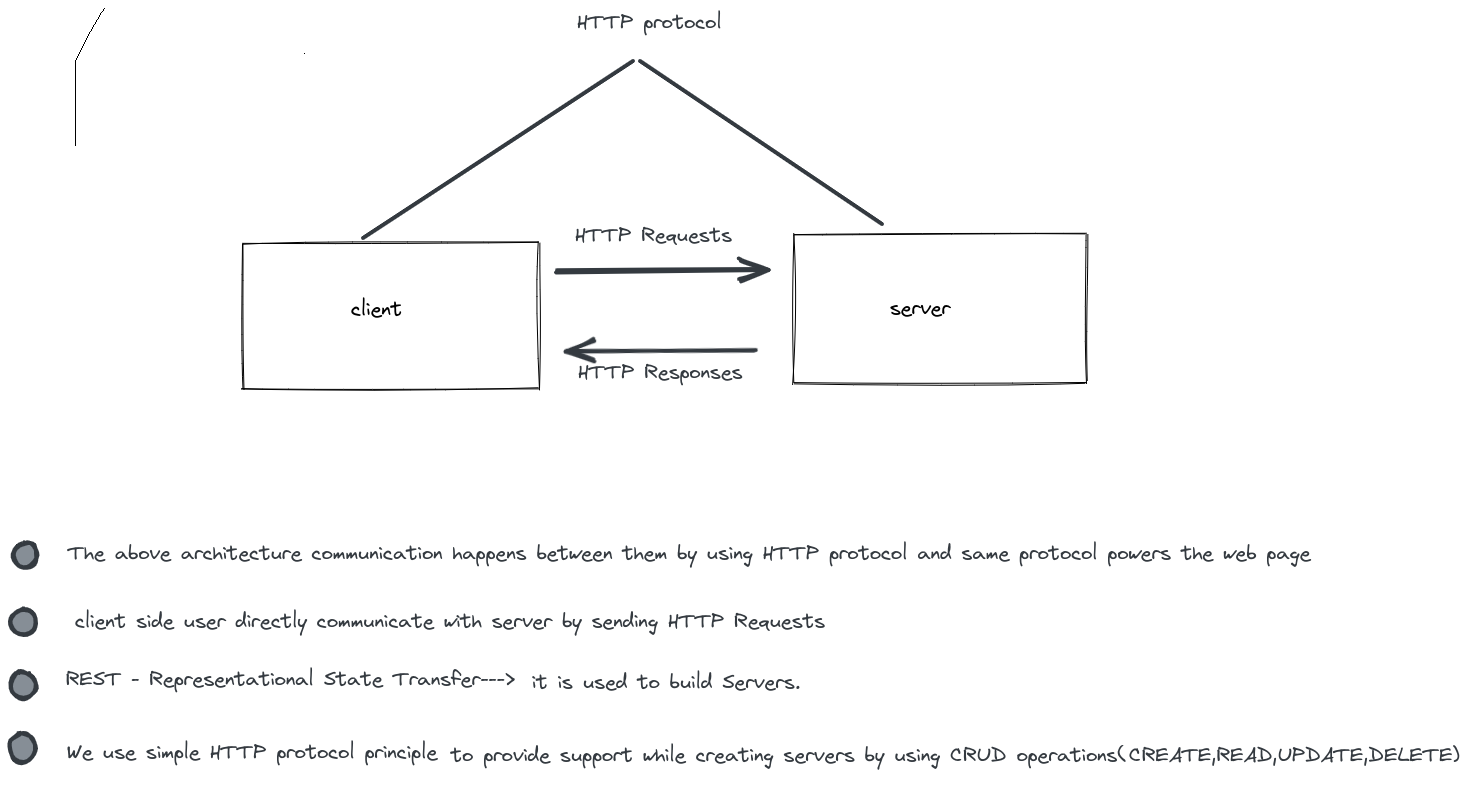 HTTP protocol
HTTP Requests
client
server
HTTP Responses
The above architecture communication happens between them by using HTTP protocol and same protocol powers the web page
client side user directly communicate with server by sending HTTP Requests
REST - Representational State Transfer---> it is used to build Servers.
We use simple HTTP protocol principle to provide support while creating servers by using CRUD operations(CREATE,READ,UPDATE,DELETE)